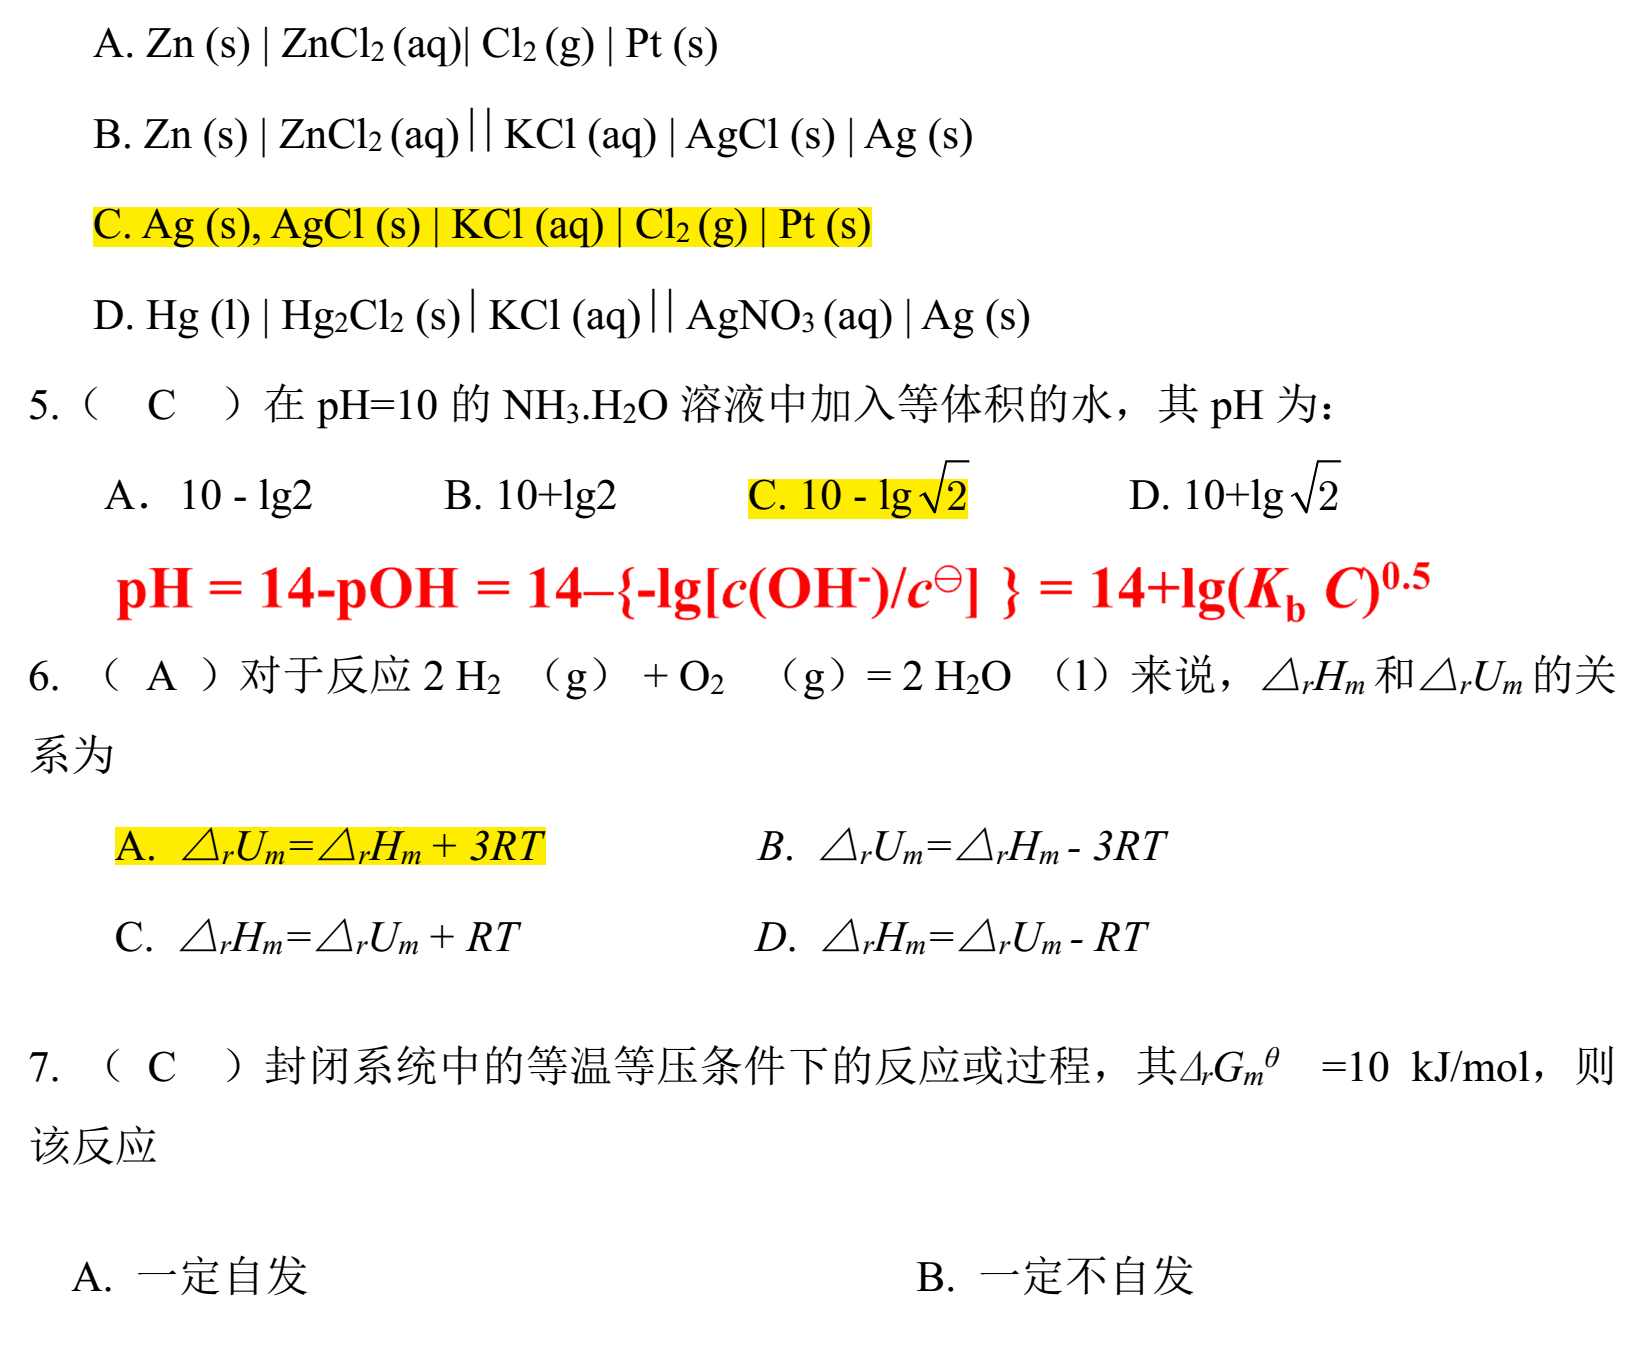 A. Zn (s) | ZnCl₂ (aq)| Cl₂ (g) | Pt (s)
B. Zn (s) | ZnCl₂ (aq)││KCl (aq) | AgCl (s) | Ag (s)
C. Ag (s), AgCl (s) | KCl (aq) | Cl₂ (g) | Pt (s)
D. Hg (l) | Hg₂Cl₂ (s)│KCl (aq)││AgNO₃ (aq) | Ag (s)
5.（ C ）在 pH=10 的 NH₃.H₂O 溶液中加入等体积的水，其 pH 为：
A．10 - lg2 B. 10+lg2 C. 10 - lg√2 D. 10+lg√2
pH = 14-pOH = 14–{-lg[c(OH⁻)/c⊖] } = 14+lg(K_b C)^0.5
6. （ A ）对于反应 2 H₂ （g） + O₂ （g）= 2 H₂O （l）来说，△rHm 和△rUm 的关
系为
A. △rUm=△rHm + 3RT B. △rUm=△rHm - 3RT
C. △rHm=△rUm + RT D. △rHm=△rUm - RT
7. （ C ）封闭系统中的等温等压条件下的反应或过程，其ΔrGm^θ =10 kJ/mol，则
该反应
A. 一定自发 B. 一定不自发